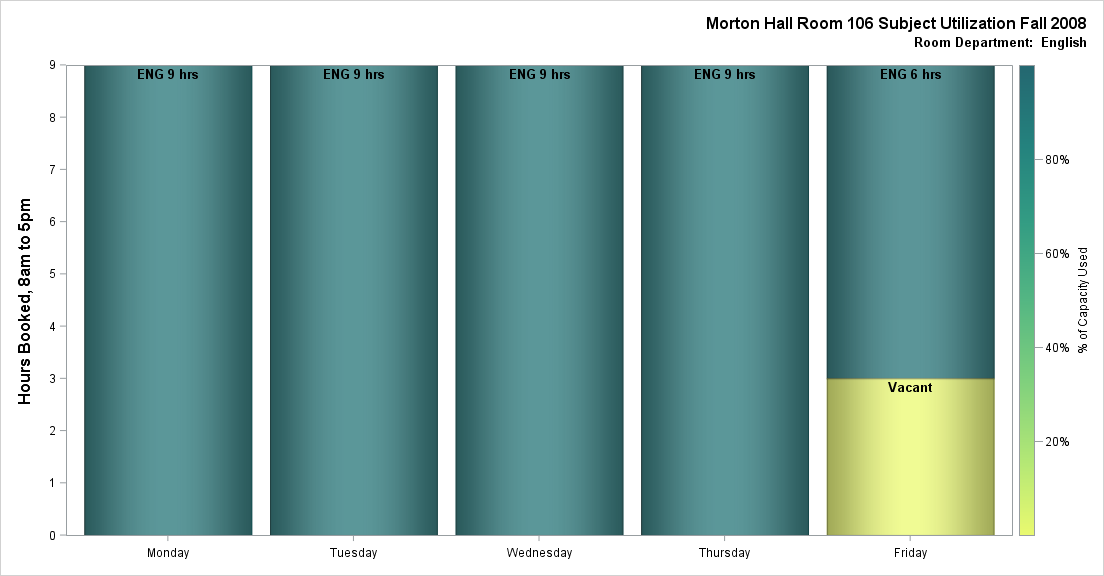 Morton Hall Room 106 Subject Utilization Fall 2008
Room Department:  English
Hours Booked, 8am to 5pm
9
8
7
6
5
4
3
2
1
0
ENG 9 hrs
ENG 9 hrs
ENG 9 hrs
ENG 9 hrs
ENG 6 hrs
Vacant
Monday
Tuesday
Wednesday
Thursday
Friday
80%
60%
40%
20%
% of Capacity Used